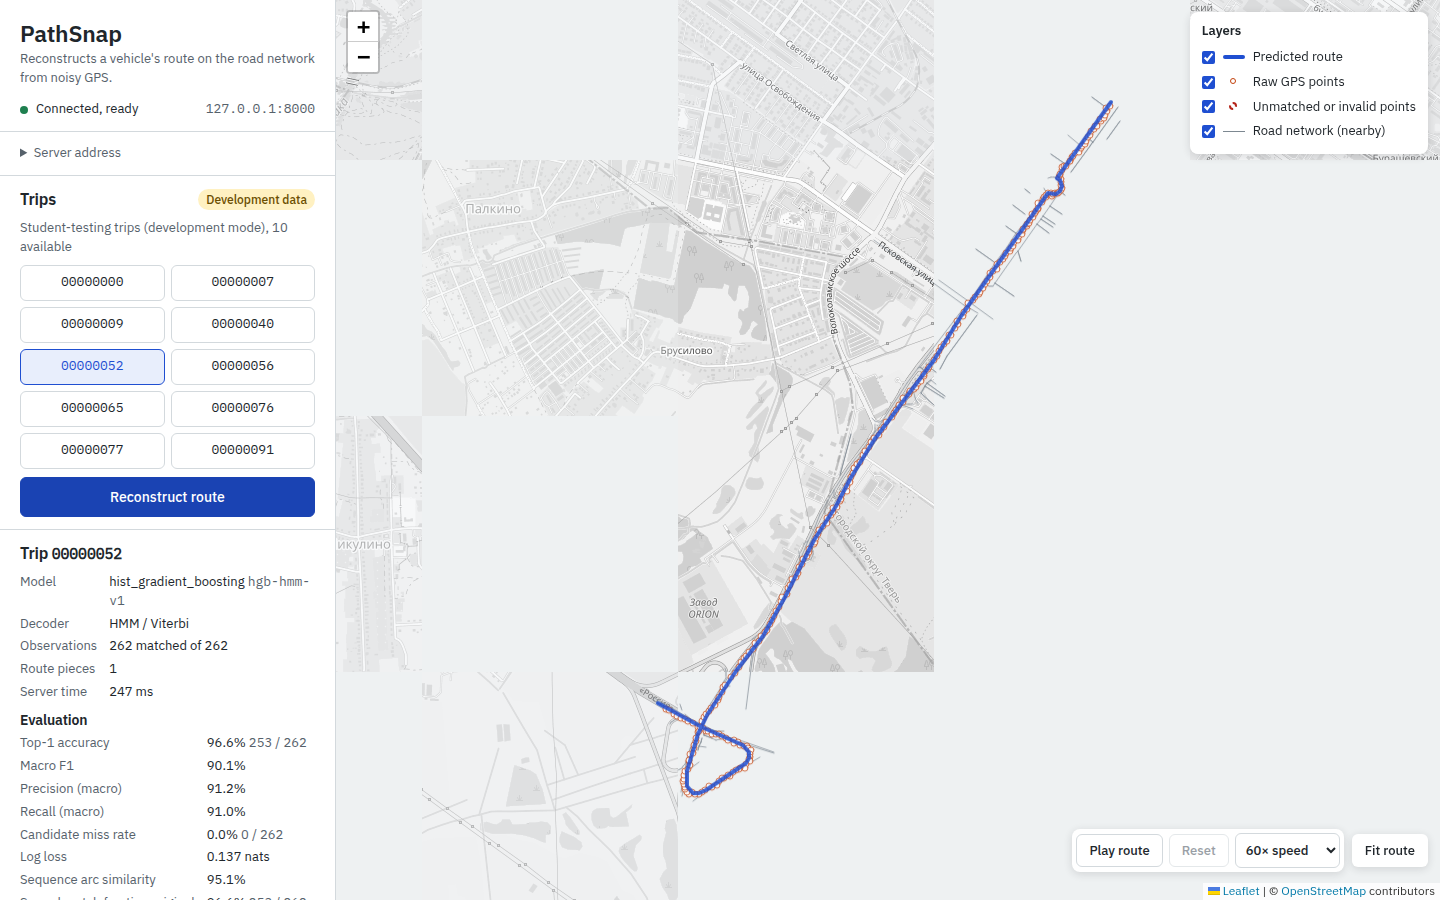 PathSnap
Reconstructs a vehicle's route on the road network
from noisy GPS.
Connected, ready 127.0.0.1:8000
Server address
Trips Development data
Student-testing trips (development mode), 10
available
00000000 00000007
00000009 00000040
00000052 00000056
00000065 00000076
00000077 00000091
Reconstruct route
Trip 00000052
Model hist_gradient_boosting hgb-hmm-
v1
Decoder HMM / Viterbi
Observations 262 matched of 262
Route pieces 1
Server time 247 ms
Evaluation
Top-1 accuracy 96.6% 253 / 262
Macro F1 90.1%
Precision (macro) 91.2%
Recall (macro) 91.0%
Candidate miss rate 0.0% 0 / 262
Log loss 0.137 nats
Sequence arc similarity 95.1%
+
−
Светлая улица
улица Освобождения
Палкино
Псковская улиц
Волоколамское шоссе
Брусилово
икулино
городской округ Тверь
Завод
ORION
«Росси
ский
Бурашевский
Layers
Predicted route
Raw GPS points
Unmatched or invalid points
Road network (nearby)
Play route Reset 60× speed Fit route
Leaflet | © OpenStreetMap contributors